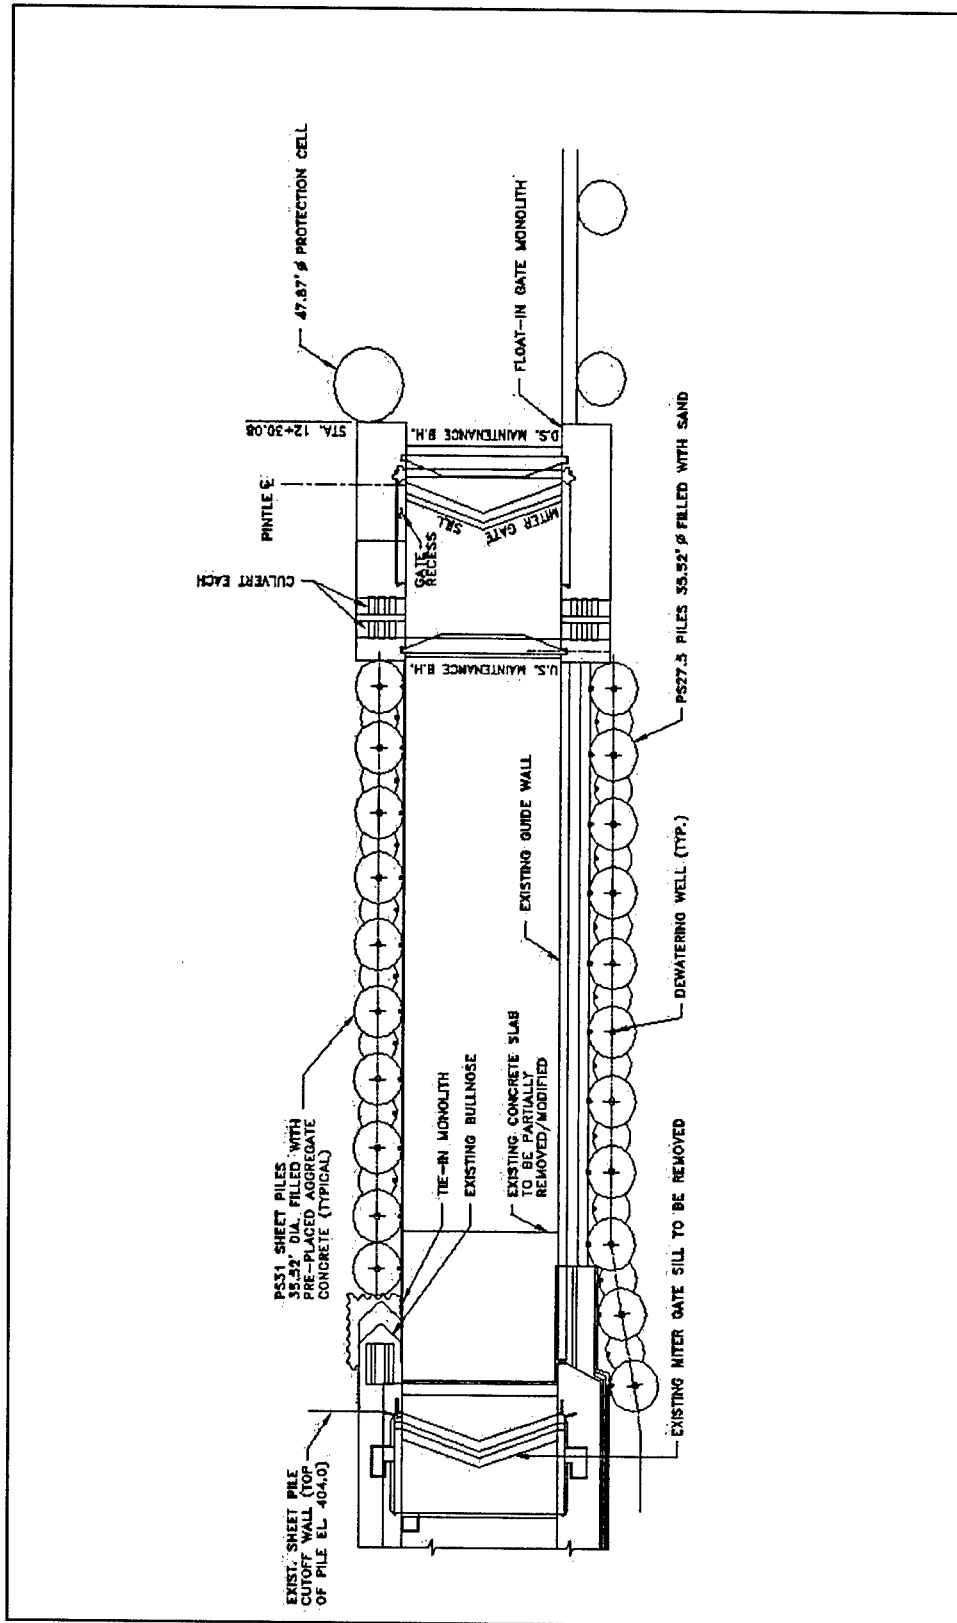 EXIST. SHEET PILE
CUTOFF WALL (TOP
OF PILE EL 404.0)
PS31 SHEET PILES
35.52' DIA. FILLED WITH
PRE-PLACED AGGREGATE
CONCRETE (TYPICAL)
TIE-IN MONOLITH
EXISTING BULLNOSE
EXISTING CONCRETE SLAB
TO BE PARTIALLY
REMOVED/MODIFIED
EXISTING GUIDE WALL
EXISTING MITER GATE SILL TO BE REMOVED
DEWATERING WELL (TYP.)
PS27.5 PILES 35.52' Ø FILLED WITH SAND
U.S. MAINTENANCE B.H.
CULVERT EACH
PINTLE ℄
GATE
RECESS
MITER GATE
SILL
D.S. MAINTENANCE B.H.
STA. 12+30.08
47.87' Ø PROTECTION CELL
FLOAT-IN GATE MONOLITH